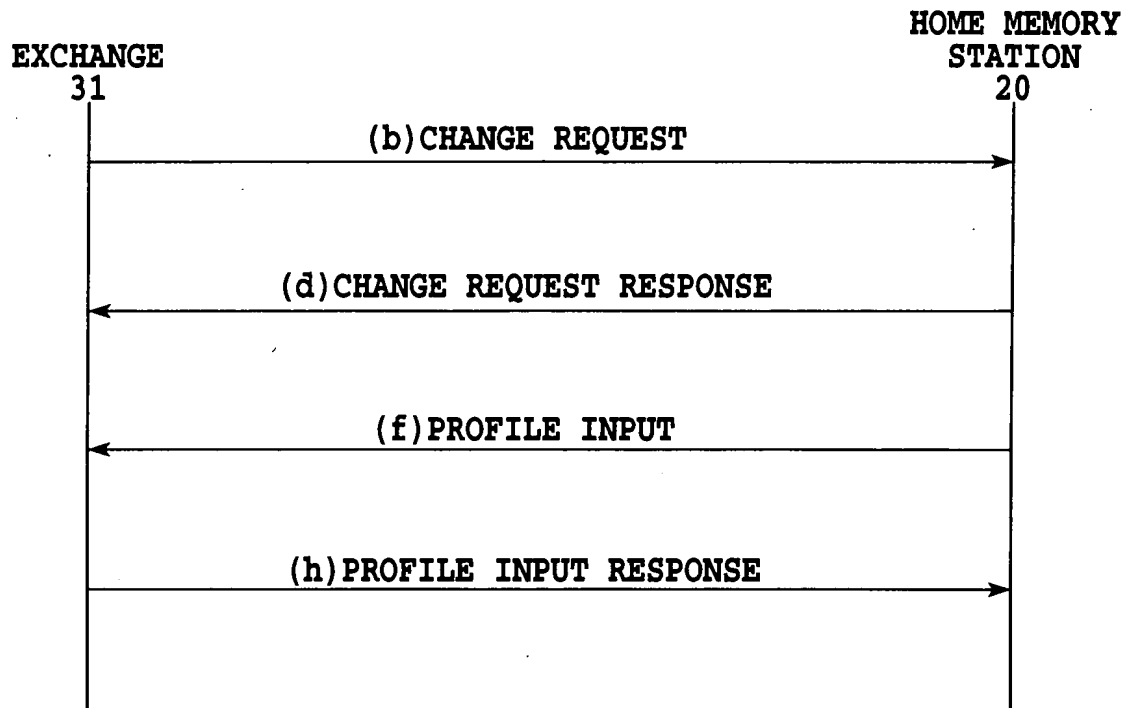 EXCHANGE
31
HOME MEMORY
STATION
20
(b)CHANGE REQUEST
(d)CHANGE REQUEST RESPONSE
(f)PROFILE INPUT
(h)PROFILE INPUT RESPONSE